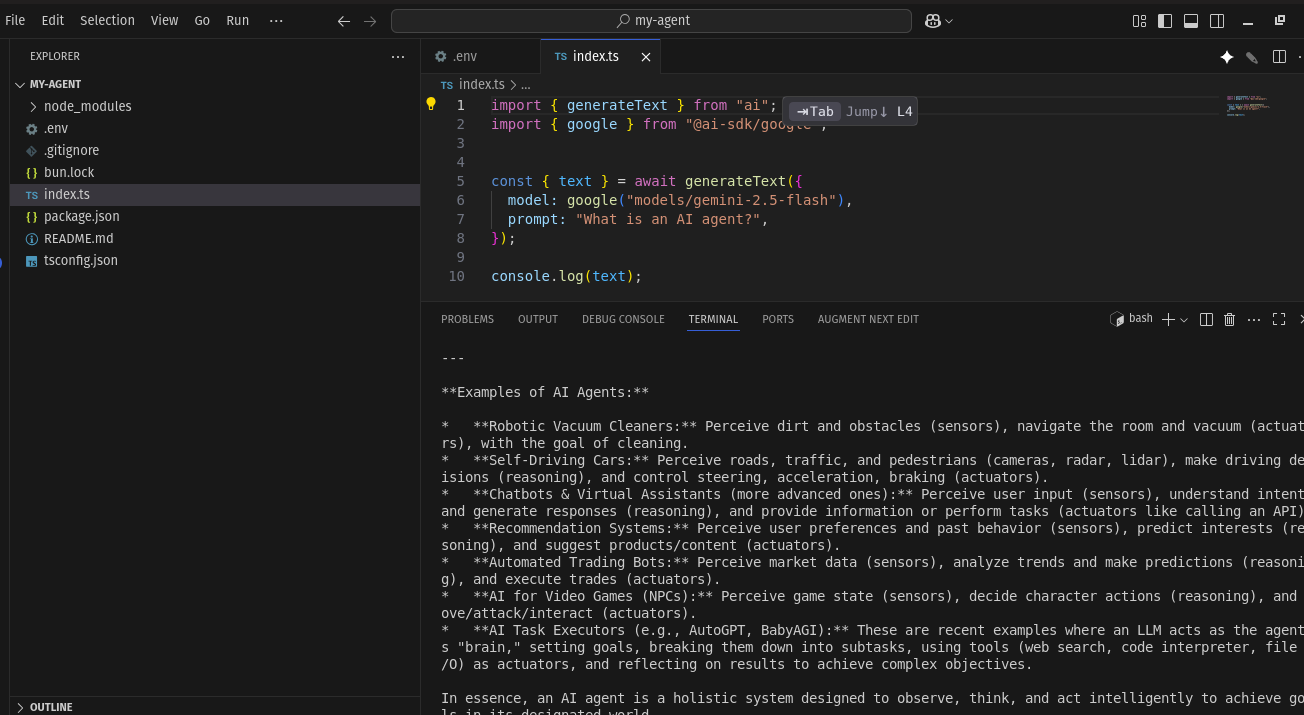 File Edit Selection View Go Run ... my-agent
EXPLORER ... .env TS index.ts
MY-AGENT TS index.ts > ...
node_modules
.env
.gitignore
{} bun.lock
TS index.ts
{} package.json
README.md
TS tsconfig.json
1 import { generateText } from "ai"; Tab Jump↓ L4
2 import { google } from "@ai-sdk/google";
3
4
5 const { text } = await generateText({
6 model: google("models/gemini-2.5-flash"),
7 prompt: "What is an AI agent?",
8 });
9
10 console.log(text);
PROBLEMS OUTPUT DEBUG CONSOLE TERMINAL PORTS AUGMENT NEXT EDIT bash
---
**Examples of AI Agents:**
* **Robotic Vacuum Cleaners:** Perceive dirt and obstacles (sensors), navigate the room and vacuum (actuat
rs), with the goal of cleaning.
* **Self-Driving Cars:** Perceive roads, traffic, and pedestrians (cameras, radar, lidar), make driving de
isions (reasoning), and control steering, acceleration, braking (actuators).
* **Chatbots & Virtual Assistants (more advanced ones):** Perceive user input (sensors), understand intent
and generate responses (reasoning), and provide information or perform tasks (actuators like calling an API)
* **Recommendation Systems:** Perceive user preferences and past behavior (sensors), predict interests (re
soning), and suggest products/content (actuators).
* **Automated Trading Bots:** Perceive market data (sensors), analyze trends and make predictions (reasoni
g), and execute trades (actuators).
* **AI for Video Games (NPCs):** Perceive game state (sensors), decide character actions (reasoning), and
ove/attack/interact (actuators).
* **AI Task Executors (e.g., AutoGPT, BabyAGI):** These are recent examples where an LLM acts as the agent
s "brain," setting goals, breaking them down into subtasks, using tools (web search, code interpreter, file
/O) as actuators, and reflecting on results to achieve complex objectives.
In essence, an AI agent is a holistic system designed to observe, think, and act intelligently to achieve go
ls in its designated world.
OUTLINE